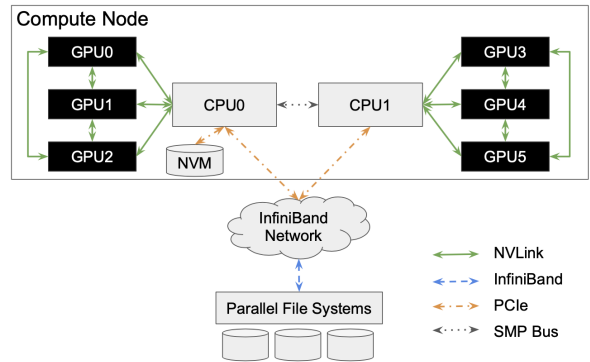 Compute Node
GPU0
GPU1
GPU2
CPU0
CPU1
GPU3
GPU4
GPU5
NVM
InfiniBand
Network
Parallel File Systems
NVLink
InfiniBand
PCIe
SMP Bus